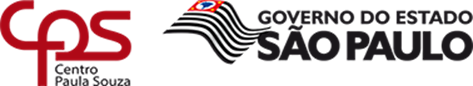 cps
Centro
Paula Souza
GOVERNO DO ESTADO
SÃO PAULO